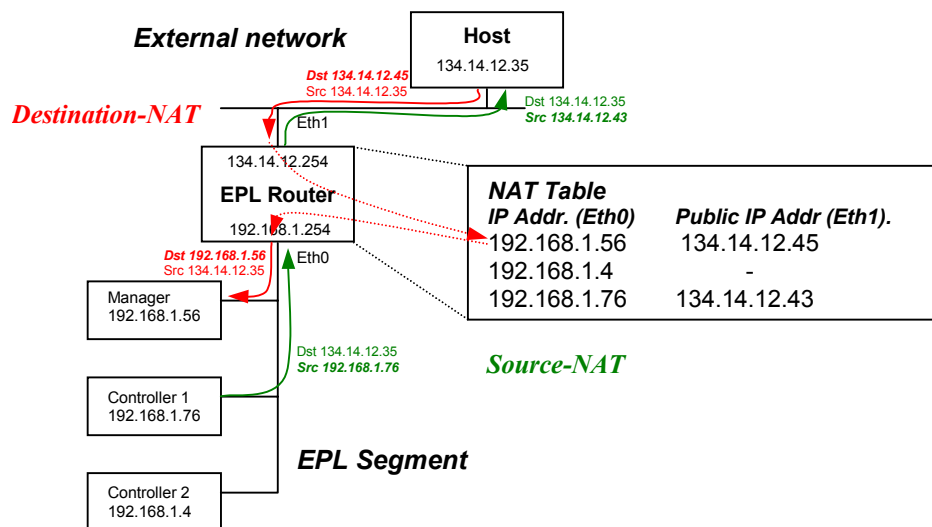 External network
Host
134.14.12.35
Dst 134.14.12.45
Src 134.14.12.35
Dst 134.14.12.35
Src 134.14.12.43
Destination-NAT
Eth1
134.14.12.254
EPL Router
192.168.1.254
NAT Table
IP Addr. (Eth0) Public IP Addr (Eth1).
192.168.1.56 134.14.12.45
192.168.1.4 -
192.168.1.76 134.14.12.43
Dst 192.168.1.56
Src 134.14.12.35
Eth0
Manager
192.168.1.56
Dst 134.14.12.35
Src 192.168.1.76
Source-NAT
Controller 1
192.168.1.76
EPL Segment
Controller 2
192.168.1.4